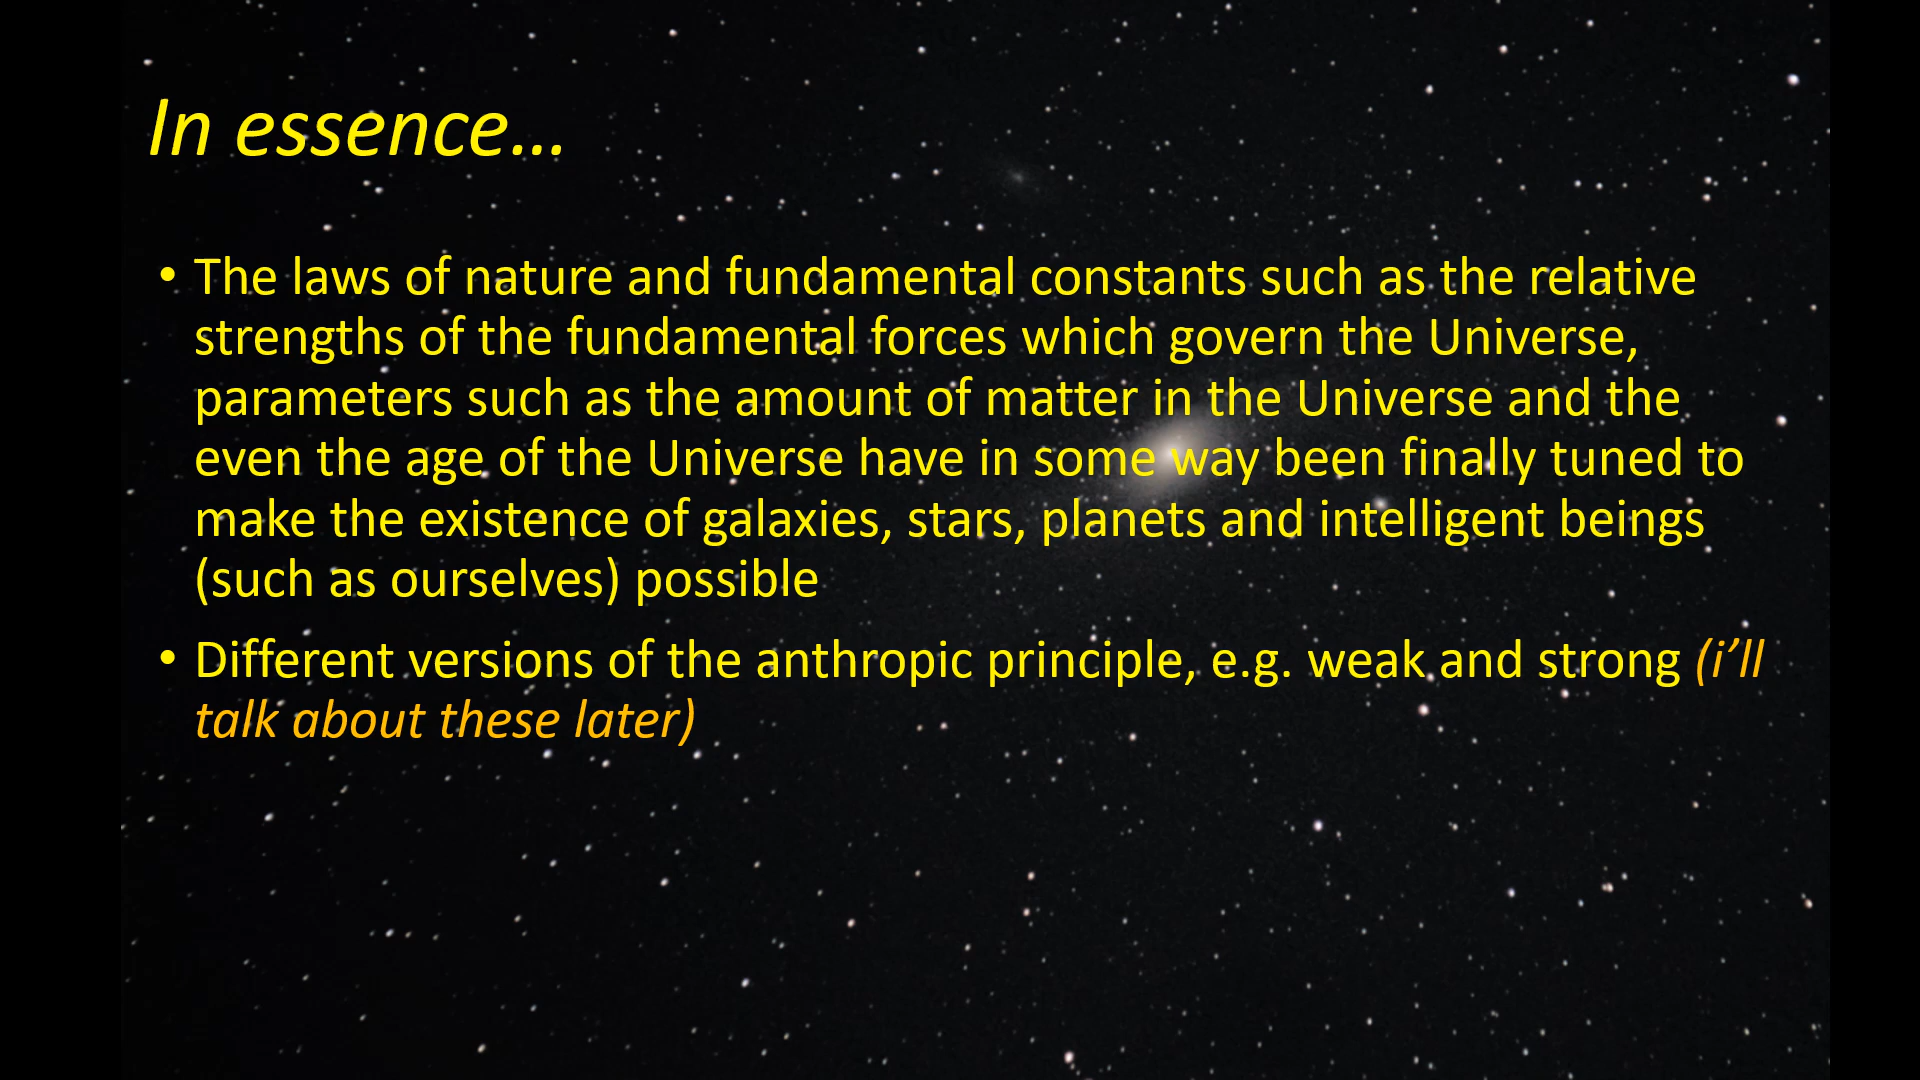 In essence…
• The laws of nature and fundamental constants such as the relative
strengths of the fundamental forces which govern the Universe,
parameters such as the amount of matter in the Universe and the
even the age of the Universe have in some way been finally tuned to
make the existence of galaxies, stars, planets and intelligent beings
(such as ourselves) possible
• Different versions of the anthropic principle, e.g. weak and strong (i’ll
talk about these later)